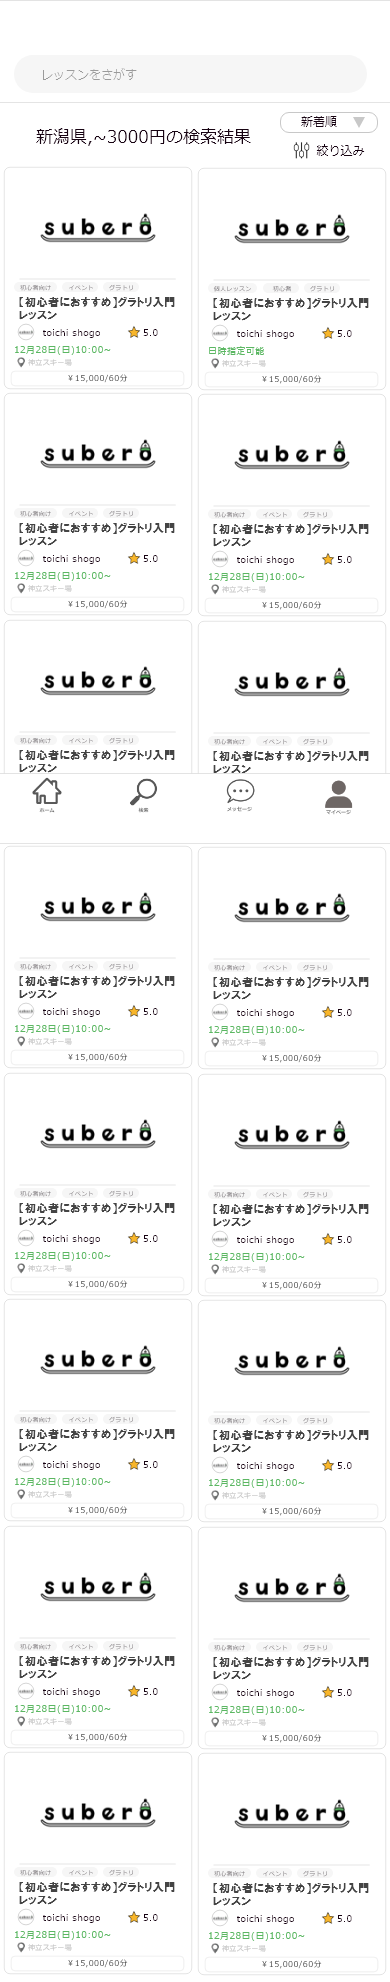 レッスンをさがす
新着順
新潟県,~3000円の検索結果
絞り込み
subero
初心者向け イベント グラトリ
【初心者におすすめ】グラトリ入門レッスン
toichi shogo 5.0
12月28日(日)10:00~
神立スキー場
¥15,000/60分
subero
個人レッスン 初心者 グラトリ
【初心者におすすめ】グラトリ入門レッスン
toichi shogo 5.0
日時指定可能
神立スキー場
¥15,000/60分
subero
初心者向け イベント グラトリ
【初心者におすすめ】グラトリ入門レッスン
toichi shogo 5.0
12月28日(日)10:00~
神立スキー場
¥15,000/60分
subero
初心者向け イベント グラトリ
【初心者におすすめ】グラトリ入門レッスン
toichi shogo 5.0
12月28日(日)10:00~
神立スキー場
¥15,000/60分
subero
初心者向け イベント グラトリ
【初心者におすすめ】グラトリ入門レッスン
subero
初心者向け イベント グラトリ
【初心者におすすめ】グラトリ入門レッスン
ホーム
検索
メッセージ
マイページ
subero
初心者向け イベント グラトリ
【初心者におすすめ】グラトリ入門レッスン
toichi shogo 5.0
12月28日(日)10:00~
神立スキー場
¥15,000/60分
subero
初心者向け イベント グラトリ
【初心者におすすめ】グラトリ入門レッスン
toichi shogo 5.0
12月28日(日)10:00~
神立スキー場
¥15,000/60分
subero
初心者向け イベント グラトリ
【初心者におすすめ】グラトリ入門レッスン
toichi shogo 5.0
12月28日(日)10:00~
神立スキー場
¥15,000/60分
subero
初心者向け イベント グラトリ
【初心者におすすめ】グラトリ入門レッスン
toichi shogo 5.0
12月28日(日)10:00~
神立スキー場
¥15,000/60分
subero
初心者向け イベント グラトリ
【初心者におすすめ】グラトリ入門レッスン
toichi shogo 5.0
12月28日(日)10:00~
神立スキー場
¥15,000/60分
subero
初心者向け イベント グラトリ
【初心者におすすめ】グラトリ入門レッスン
toichi shogo 5.0
12月28日(日)10:00~
神立スキー場
¥15,000/60分
subero
初心者向け イベント グラトリ
【初心者におすすめ】グラトリ入門レッスン
toichi shogo 5.0
12月28日(日)10:00~
神立スキー場
¥15,000/60分
subero
初心者向け イベント グラトリ
【初心者におすすめ】グラトリ入門レッスン
toichi shogo 5.0
12月28日(日)10:00~
神立スキー場
¥15,000/60分
subero
初心者向け イベント グラトリ
【初心者におすすめ】グラトリ入門レッスン
toichi shogo 5.0
12月28日(日)10:00~
神立スキー場
¥15,000/60分
subero
初心者向け イベント グラトリ
【初心者におすすめ】グラトリ入門レッスン
toichi shogo 5.0
12月28日(日)10:00~
神立スキー場
¥15,000/60分